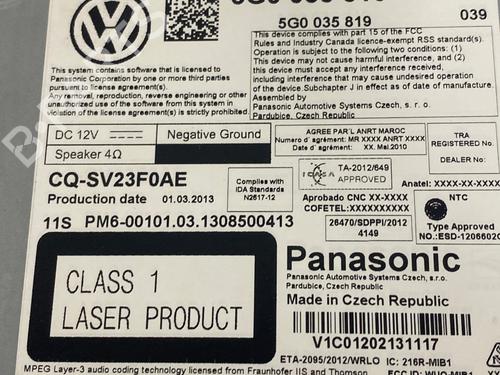 5G0 035 819
039
This device complies with part 15 of the FCC
Rules and Industry Canada licence-exempt RSS standard(s).
Operation is subject to the following two conditions: (1)
This device may not cause harmful interference, and
(2) this device must accept any interference received,
including interference that may cause undesired
operation of the device.
Subchapter J in effect as of date of manufacture.
Assembled by
Panasonic Automotive Systems Czech, s. r. o.
Pardubice, Czech Republic
This system contains software that is licensed to
Panasonic Corporation by one or more third parties
pursuant to license agreement(s).
Any removal, reproduction, reverse engineering or other
unauthorized use of the software from this system in
violation of license agreement(s) is strictly prohibited.
DC 12V
Negative Ground
Speaker 4Ω
CQ-SV23F0AE
Production date 01.03.2013
11S PM6-00101.03.1308500413
Complies with
IDA Standards
N2617-12
AGREE PAR L ANRT MAROC
Numero d agrément: MR XXXX ANRT XXXX
Date d´agrément: XX. Mai.2010
ICASA
TA-2012/649
APPROVED
Aprobado CNC XX-XXXX
COFETEL:
26470/SDPPI/2012
4149
TRA
REGISTERED No:
DEALER No:
Anatel: XXXX-XX-XXXX
NTC
Type Approved
No.:ESD-1206602C
CLASS 1
LASER PRODUCT
Panasonic
Panasonic Automotive Systems Czech, s.r.o.
Made in Czech Republic
V1C01202131117
ETA-2095/2012/WRLO IC: 216R-MIB1
MPEG Layer-3 audio coding technology licensed from Fraunhofer IIS and Thomson